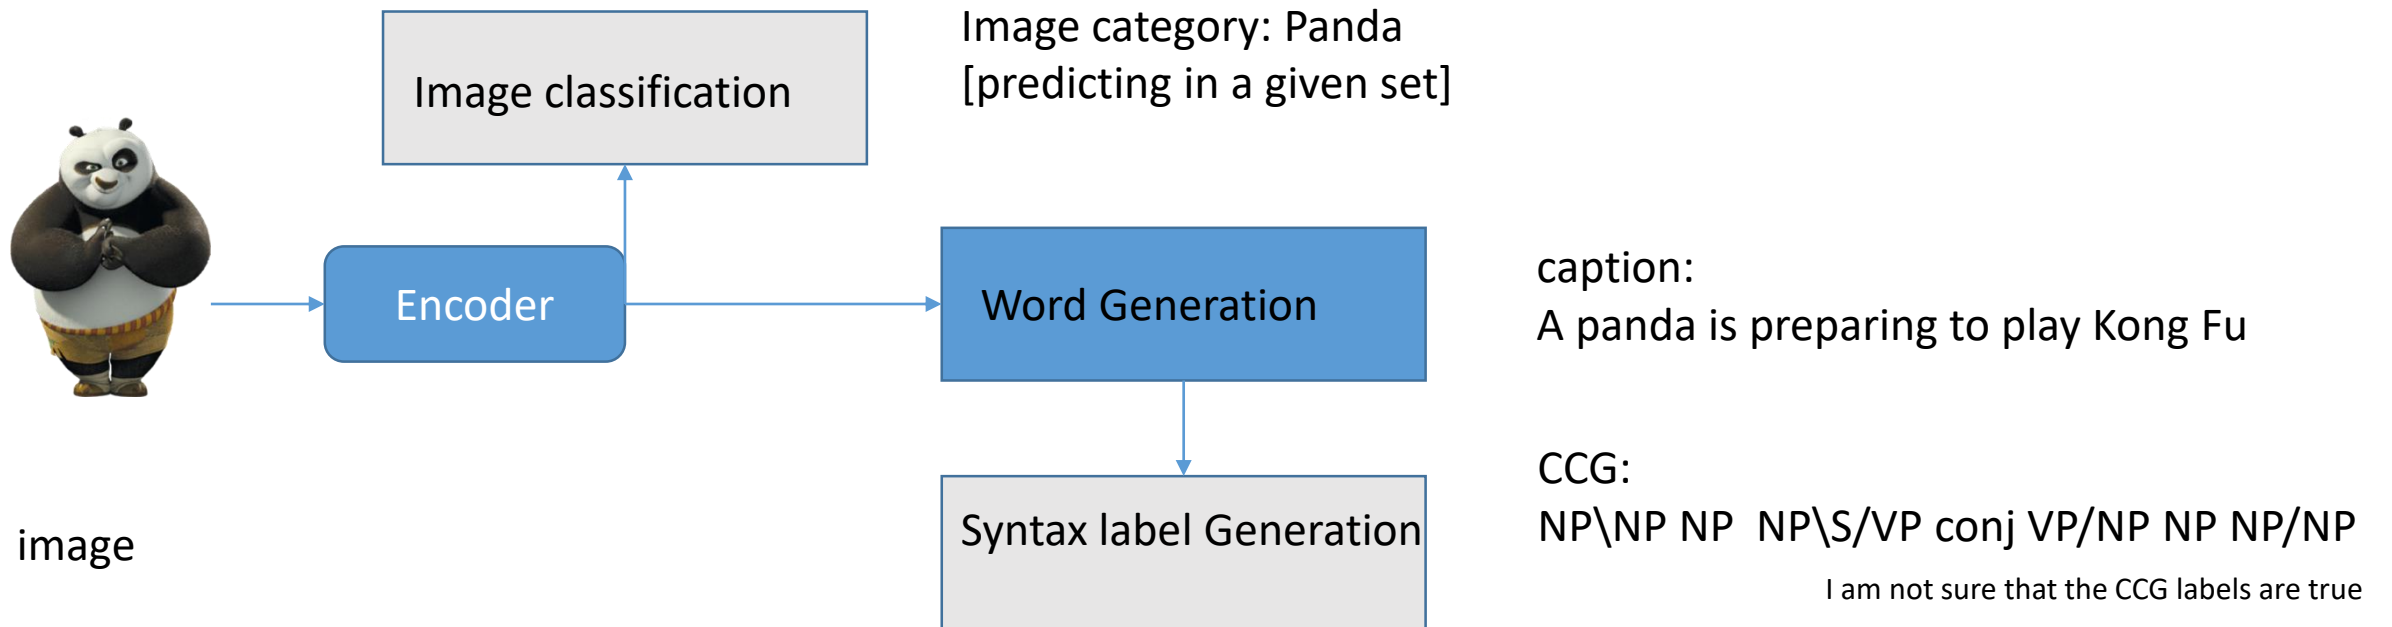 Image classification
Image category: Panda
[predicting in a given set]
Encoder
Word Generation
caption:
A panda is preparing to play Kong Fu
image
Syntax label Generation
CCG:
NP\NP NP  NP\S/VP conj VP/NP NP NP/NP
I am not sure that the CCG labels are true